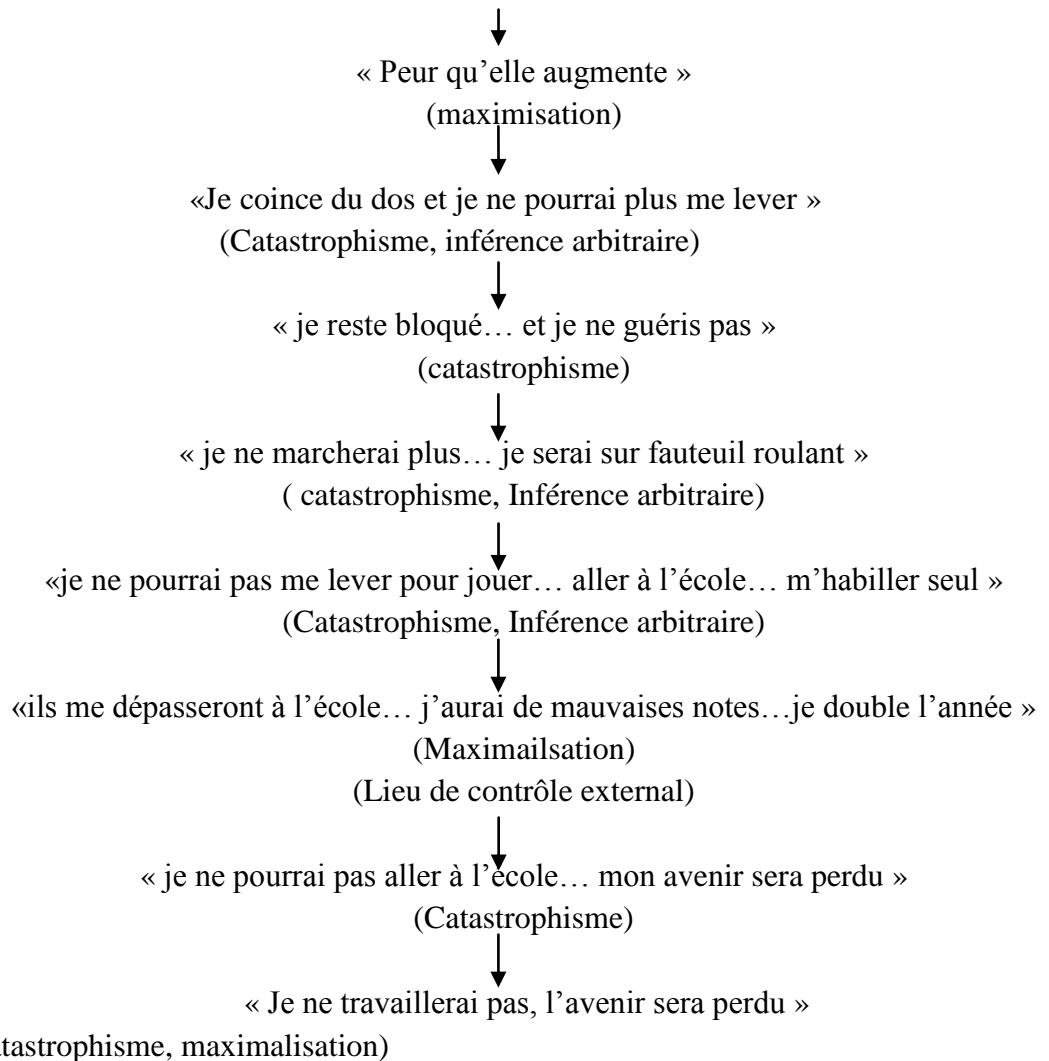 « Peur qu’elle augmente »
(maximisation)
«Je coince du dos et je ne pourrai plus me lever »
(Catastrophisme, inférence arbitraire)
« je reste bloqué… et je ne guéris pas »
(catastrophisme)
« je ne marcherai plus… je serai sur fauteuil roulant »
( catastrophisme, Inférence arbitraire)
«je ne pourrai pas me lever pour jouer… aller à l’école… m’habiller seul »
(Catastrophisme, Inférence arbitraire)
«ils me dépasseront à l’école… j’aurai de mauvaises notes…je double l’année »
(Maximailsation)
(Lieu de contrôle external)
« je ne pourrai pas aller à l’école… mon avenir sera perdu »
(Catastrophisme)
« Je ne travaillerai pas, l’avenir sera perdu »
tastrophisme, maximalisation)